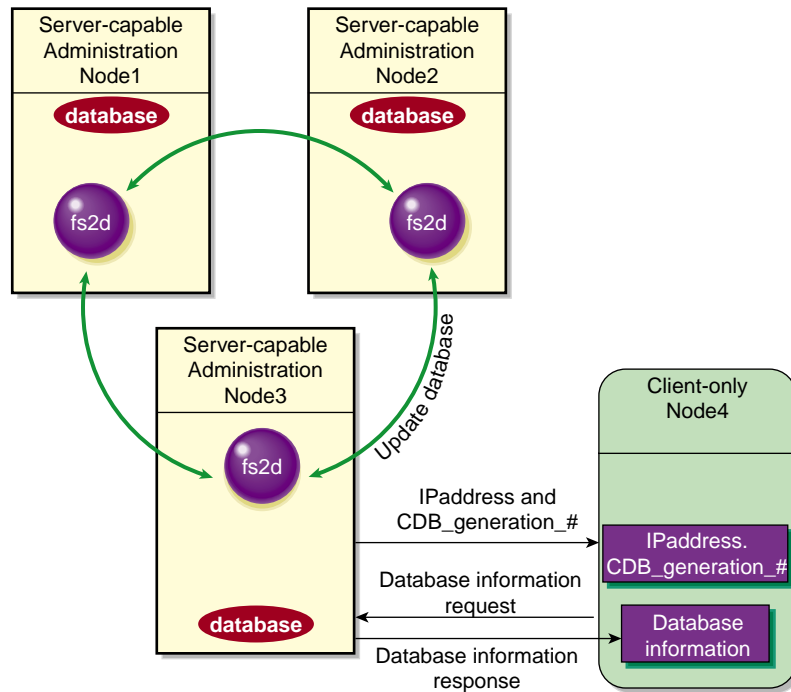 Server-capable
Administration
Node1
database
fs2d
Server-capable
Administration
Node2
database
fs2d
Server-capable
Administration
Node3
fs2d
database
Update database
IPaddress and
CDB_generation_#
Database information
request
Database information
response
Client-only
Node4
IPaddress.
CDB_generation_#
Database
information